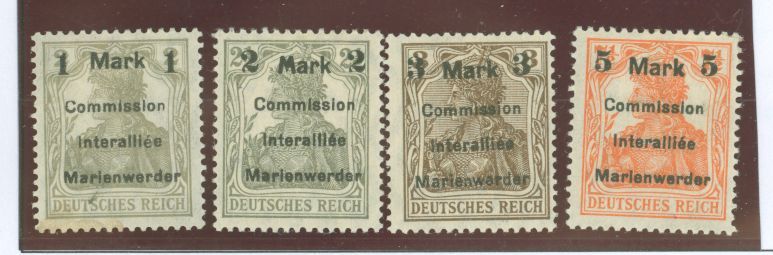 1 Mark 1
Commission
Interalliée
Marienwerder
DEUTSCHES REICH
2 Mark 2
Commission
Interalliée
Marienwerder
DEUTSCHES REICH
3 Mark 3
Commission
Interalliée
Marienwerder
DEUTSCHES REICH
5 Mark 5
Commission
Interalliée
Marienwerder
DEUTSCHES REICH